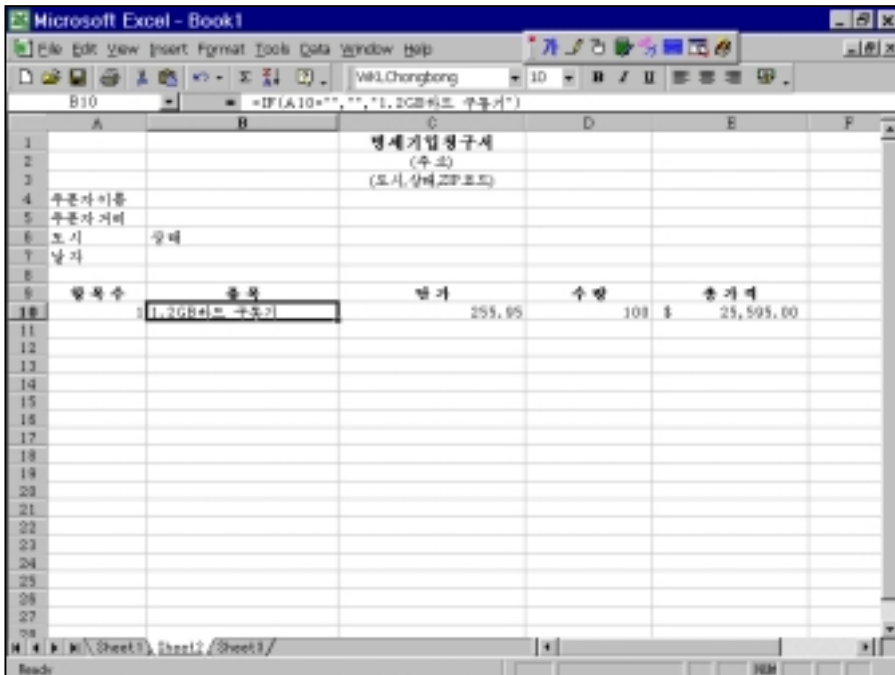 Microsoft Excel - Book1
File Edit View Insert Format Tools Data Window Help
WKLChongbong 10 B I U
B10 = =IF(A10="","","1.2GB하드 구동기")
A B C D E F
1 명세기입청구서
2 (주소)
3 (도시,상태,ZIP코드)
4 주문자이름
5 주문자거리
6 도시 상태
7 날자
8
9 항목수 품목 단가 수량 총가격
10 1 1.2GB하드 구동기 255.95 100 $ 25,595.00
11
12
13
14
15
16
17
18
19
20
21
22
23
24
25
26
27
28
Sheet1 Sheet2 Sheet3
Ready NUM